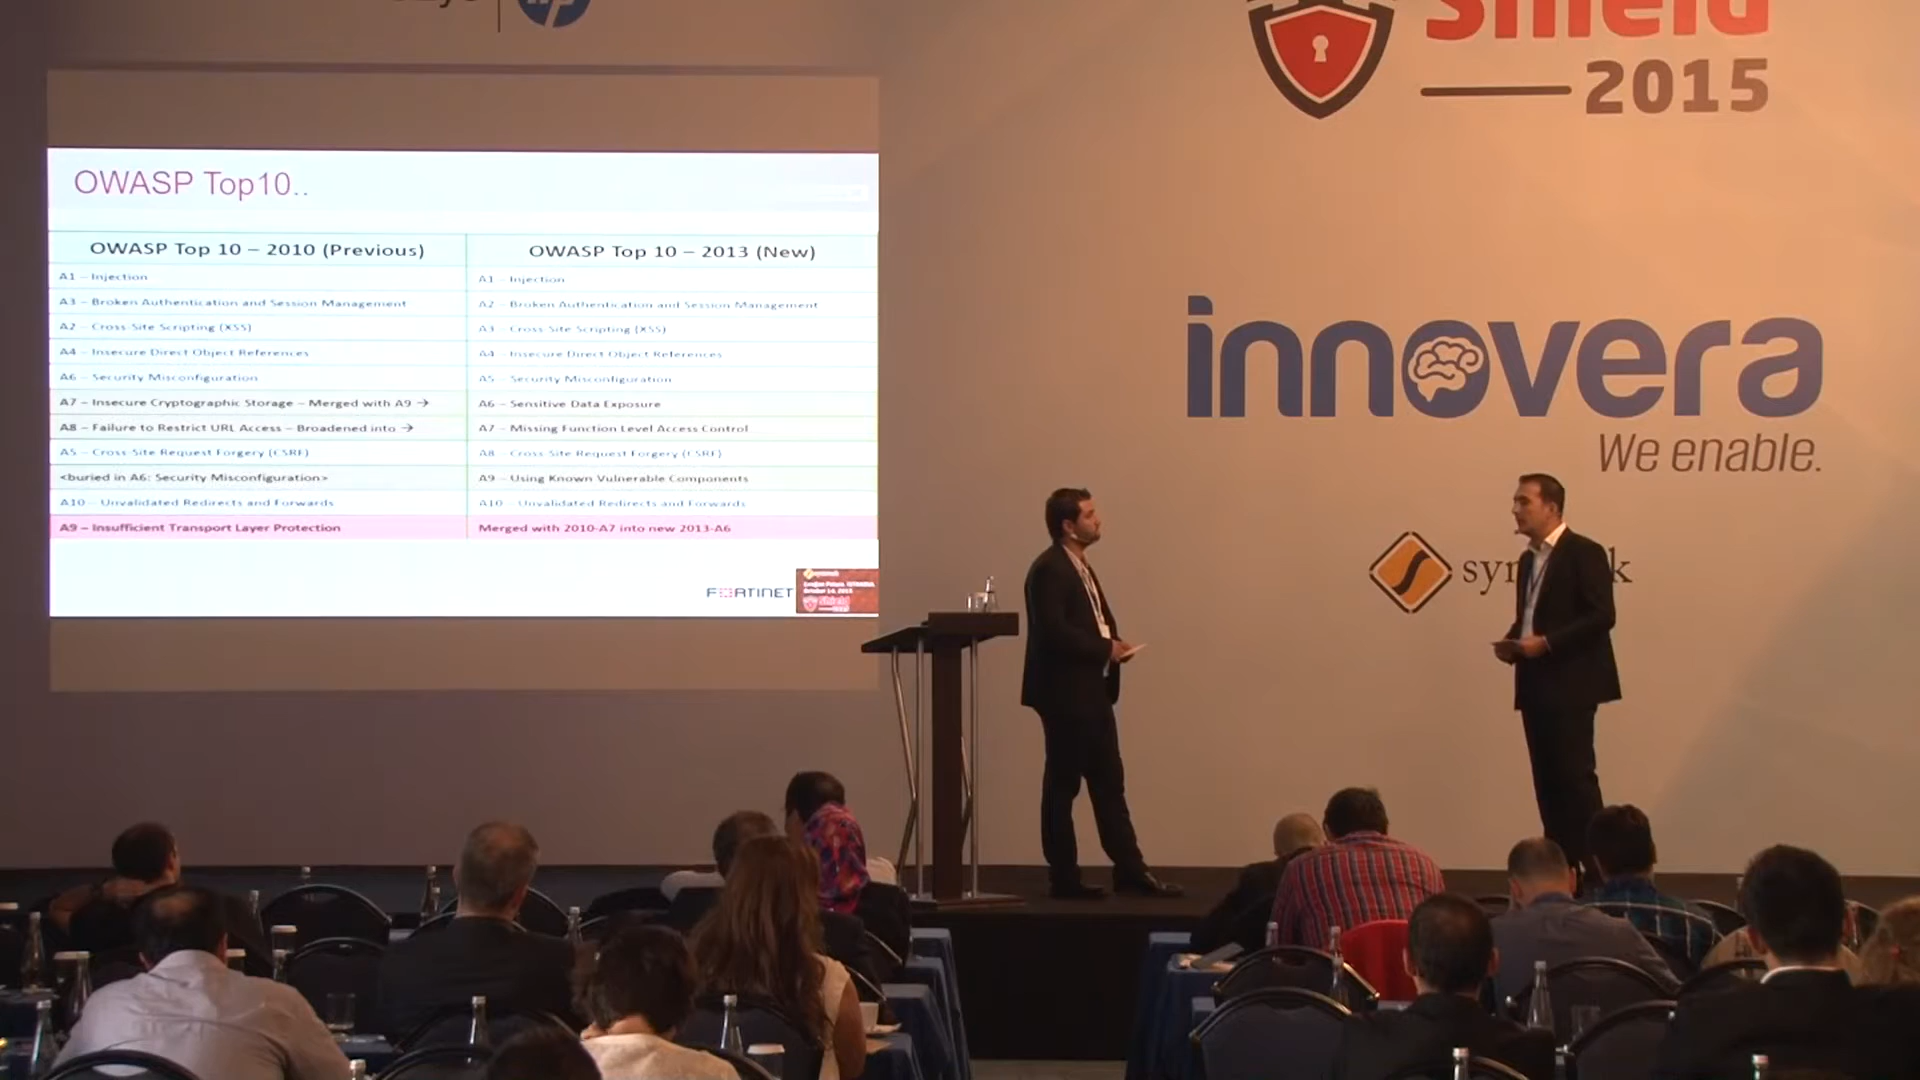 Shield
2015
OWASP Top10..
OWASP Top 10 – 2010 (Previous)
OWASP Top 10 – 2013 (New)
A1 – Injection
A1 – Injection
A3 – Broken Authentication and Session Management
A2 – Broken Authentication and Session Management
A2 – Cross-Site Scripting (XSS)
A3 – Cross-Site Scripting (XSS)
A4 – Insecure Direct Object References
A4 – Insecure Direct Object References
A6 – Security Misconfiguration
A5 – Security Misconfiguration
A7 – Insecure Cryptographic Storage – Merged with A9 →
A6 – Sensitive Data Exposure
A8 – Failure to Restrict URL Access – Broadened into →
A7 – Missing Function Level Access Control
A5 – Cross-Site Request Forgery (CSRF)
A8 – Cross-Site Request Forgery (CSRF)
<buried in A6: Security Misconfiguration>
A9 – Using Known Vulnerable Components
A10 – Unvalidated Redirects and Forwards
A10 – Unvalidated Redirects and Forwards
A9 – Insufficient Transport Layer Protection
Merged with 2010-A7 into new 2013-A6
FORTINET
Shield
hp
innovera
We enable.